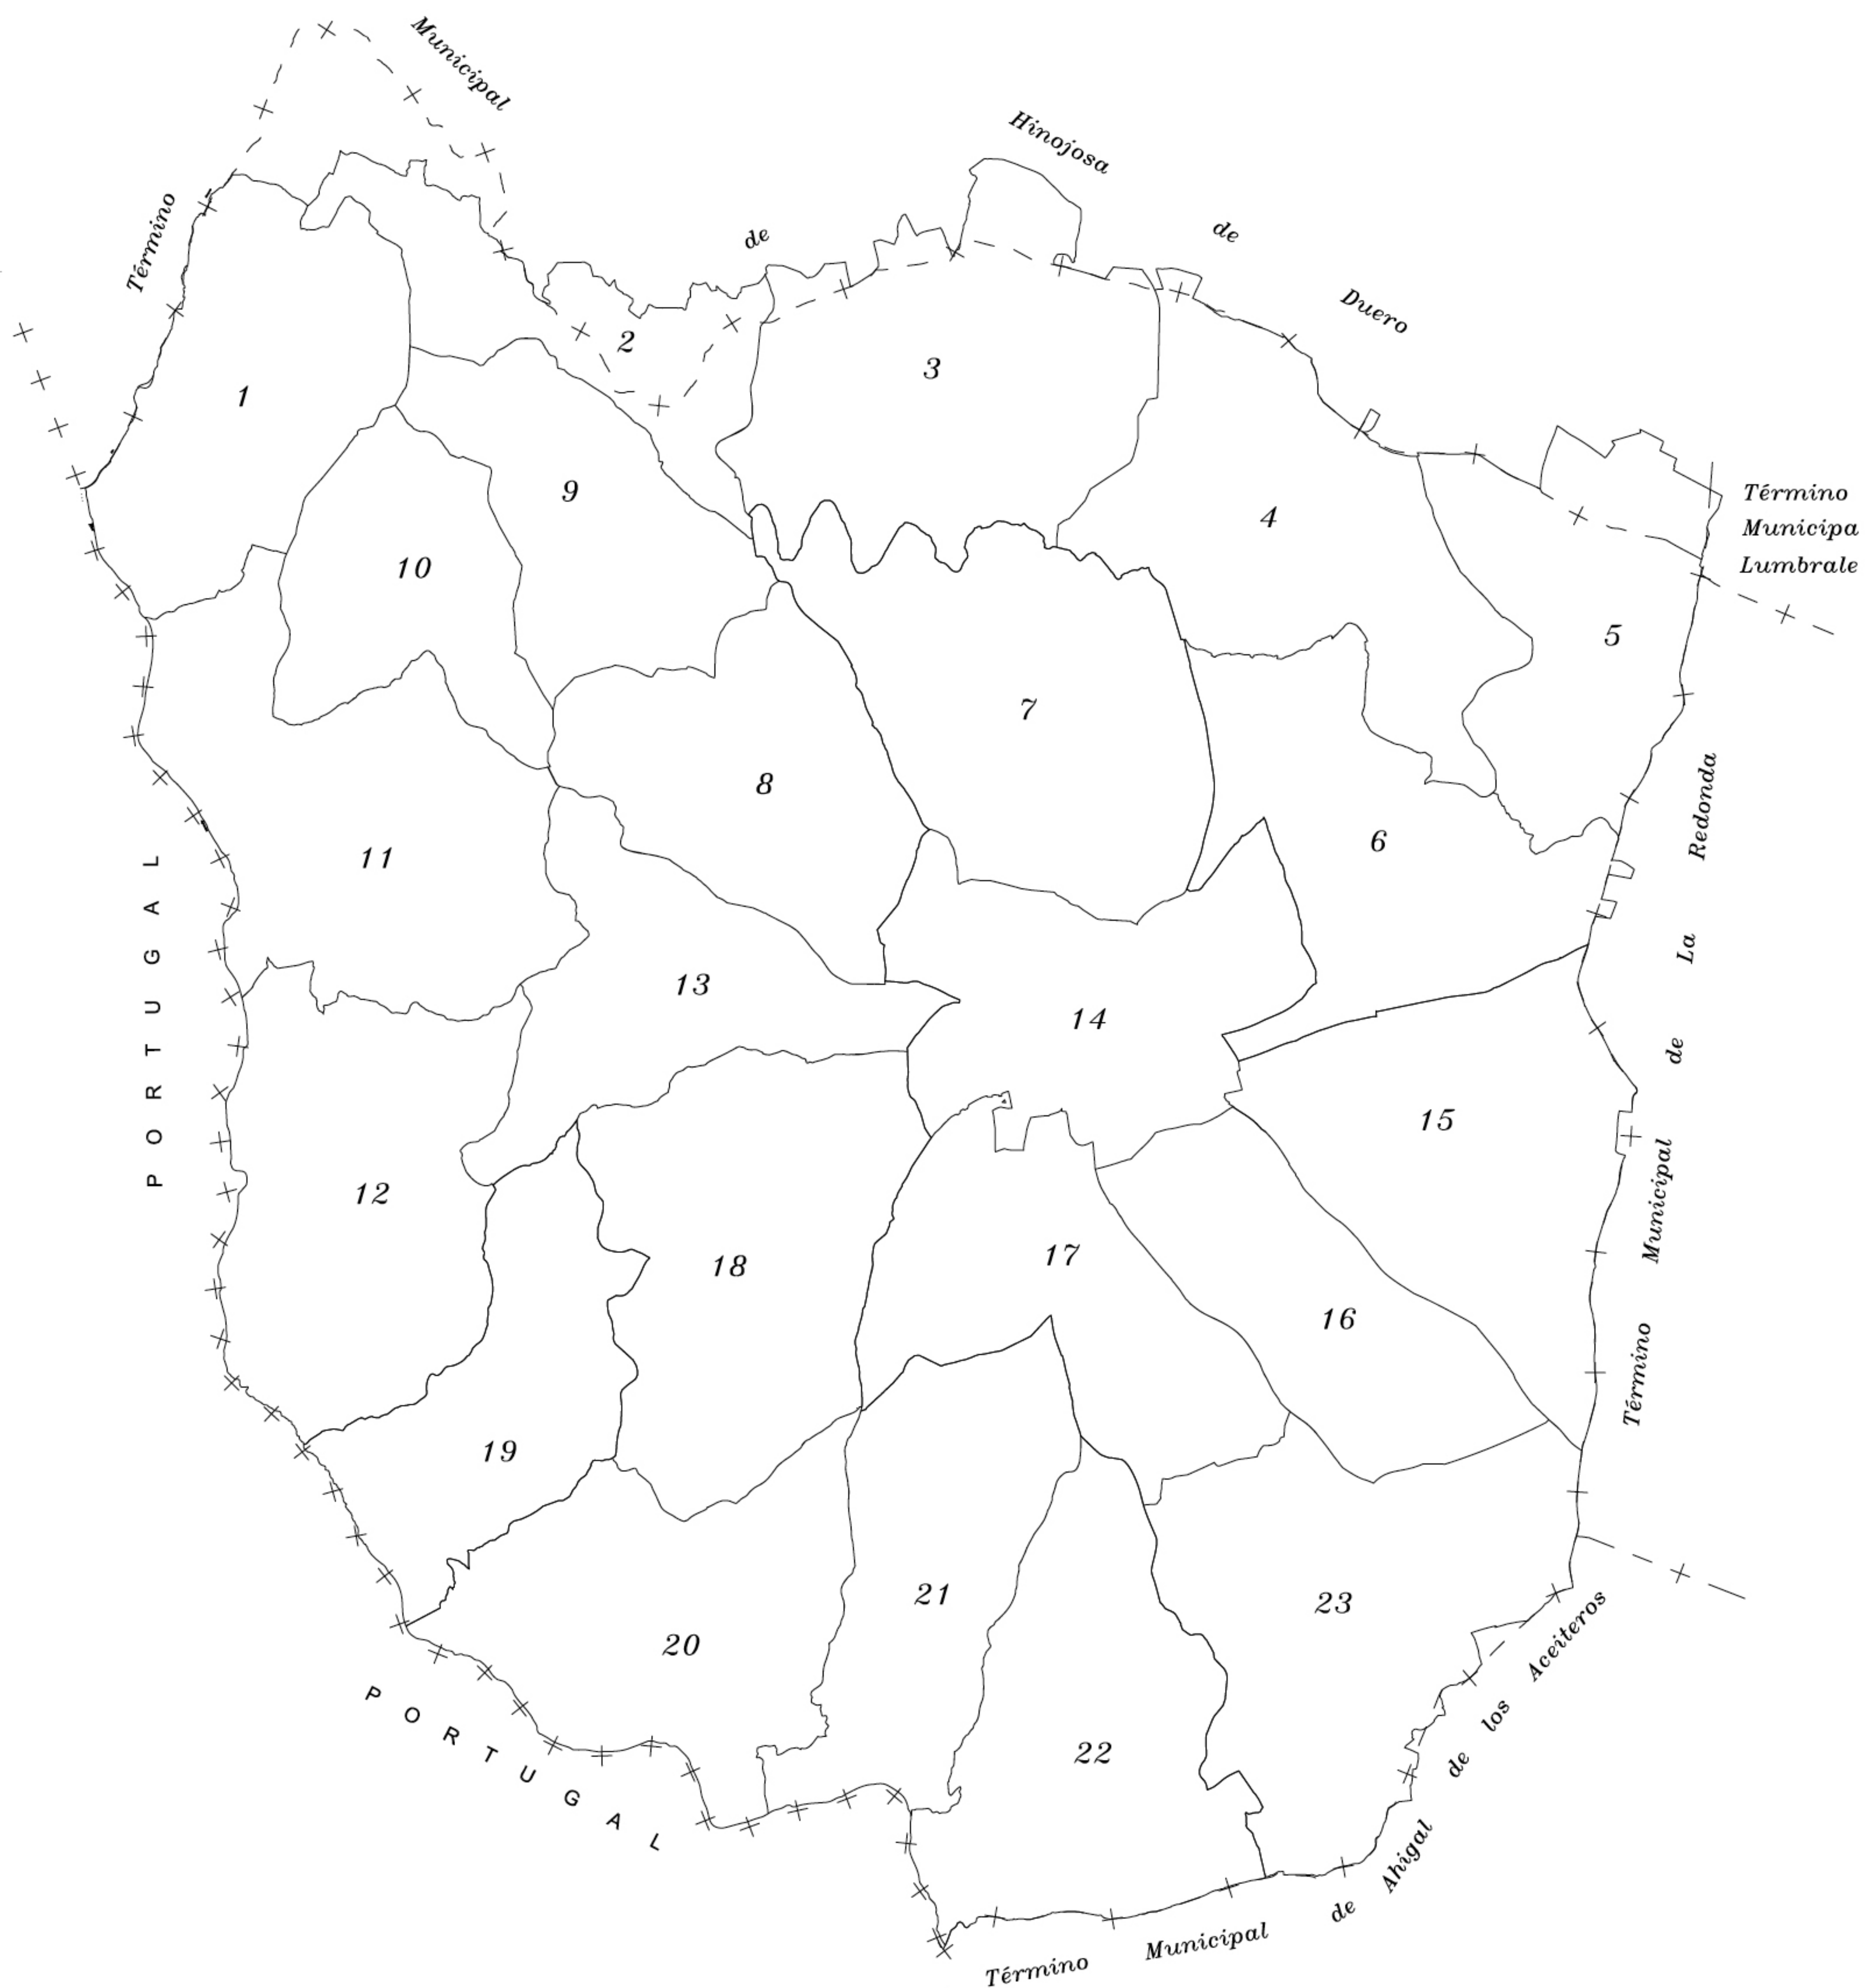 Término
Municipal
de
Hinojosa
de
Duero
1
2
3
4
5
Término
Municipa
Lumbrale
6
7
8
9
10
11
12
13
14
15
16
17
18
19
20
21
22
23
PORTUGAL
PORTUGAL
Término Municipal de La Redonda
Término Municipal de Ahigal de los Aceiteros